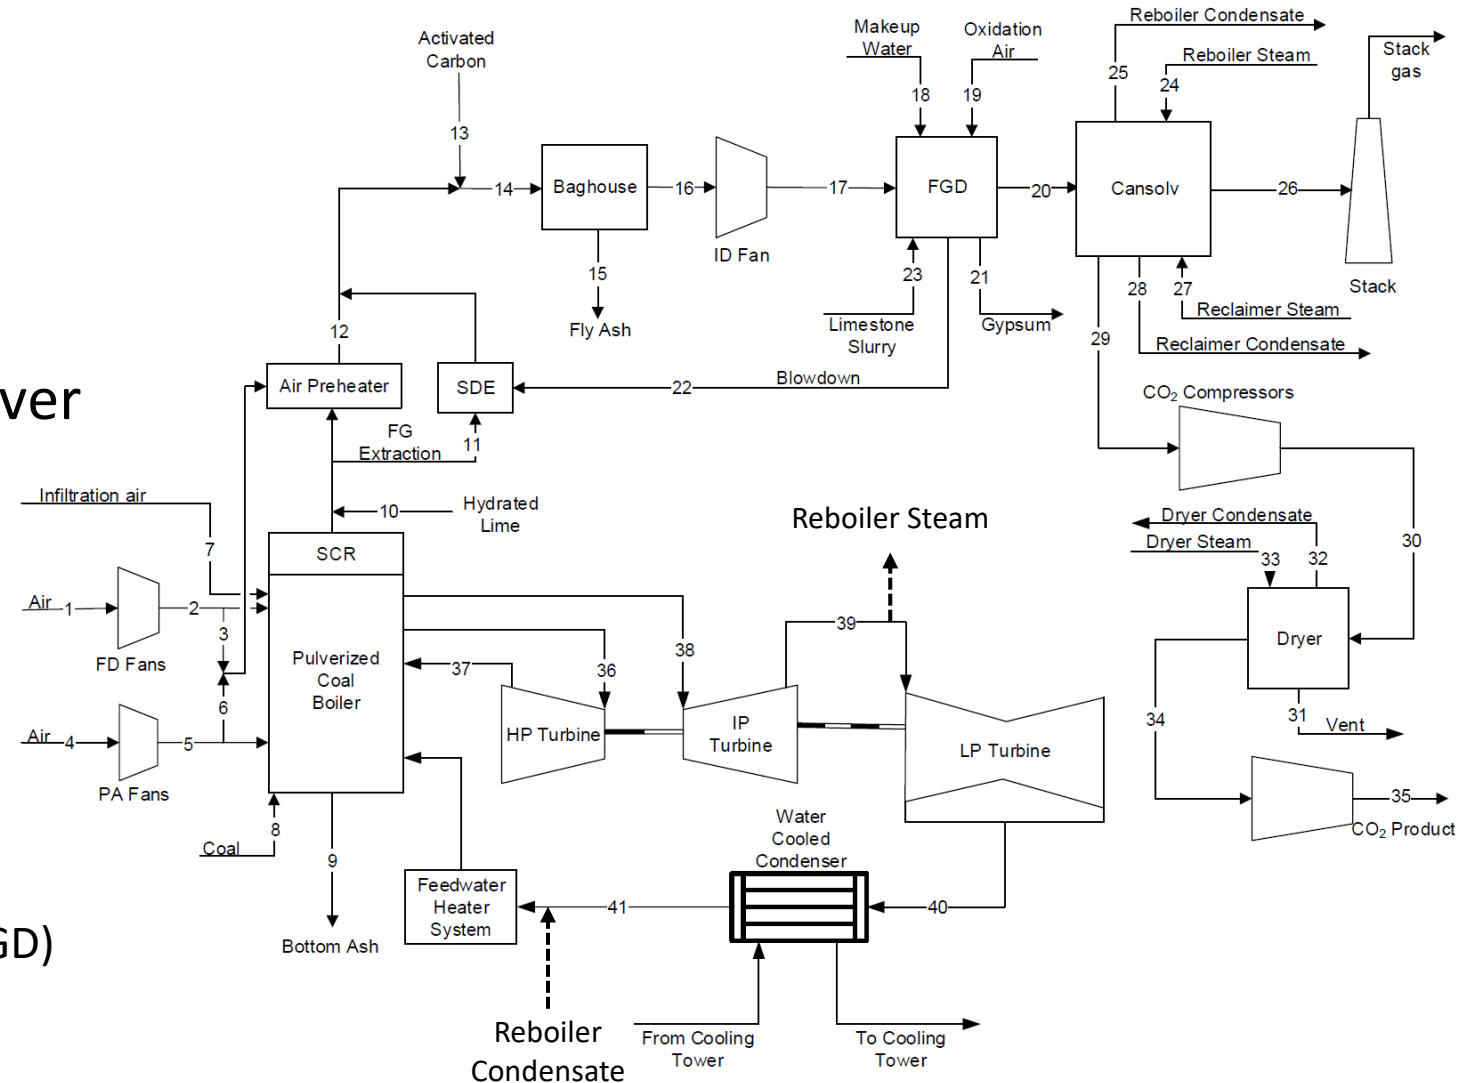 Reboiler Condensate
25
Reboiler Steam
24
Stack
gas
Makeup
Water
18
Oxidation
Air
19
Activated
Carbon
13
14
Baghouse
16
ID Fan
17
FGD
20
Cansolv
26
Stack
15
Fly Ash
23
Limestone
Slurry
21
Gypsum
28
27
Reclaimer Steam
Reclaimer Condensate
29
12
Air Preheater
SDE
22
Blowdown
11
FG
Extraction
ver
CO₂ Compressors
30
Infiltration air
7
10
Hydrated
Lime
SCR
Reboiler Steam
Dryer Condensate
Dryer Steam
33
32
Dryer
31
Vent
34
35
CO₂ Product
Air
1
2
FD Fans
3
6
Air
4
5
PA Fans
Pulverized
Coal
Boiler
37
36
38
39
HP Turbine
IP
Turbine
LP Turbine
Coal
8
9
Bottom Ash
Feedwater
Heater
System
41
Water
Cooled
Condenser
40
GD)
Reboiler
Condensate
From Cooling
Tower
To Cooling
Tower